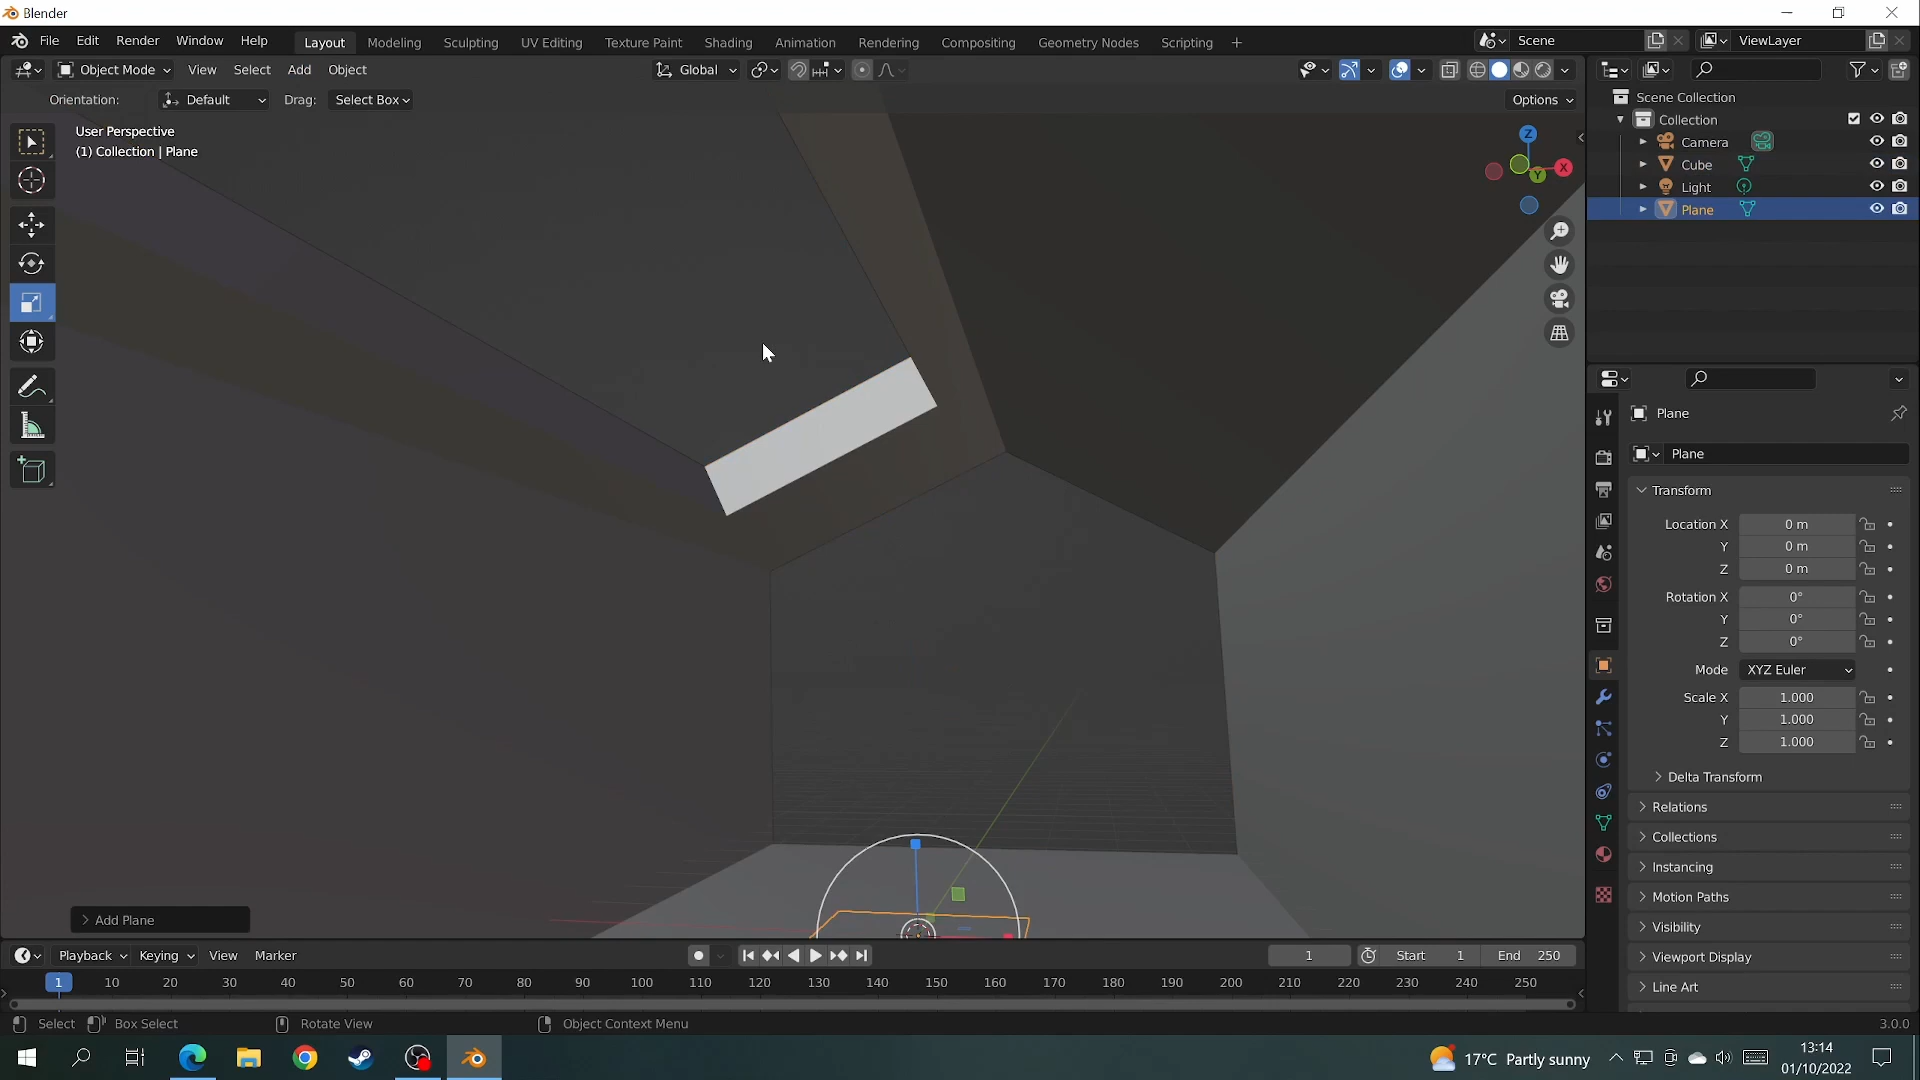 Blender
File Edit Render Window Help Layout Modeling Sculpting UV Editing Texture Paint Shading Animation Rendering Compositing Geometry Nodes Scripting + Scene ViewLayer
Object Mode View Select Add Object Global
Orientation: Default Drag: Select Box Options
User Perspective
(1) Collection | Plane
Z
X
Y
Scene Collection
Collection
Camera
Cube
Light
Plane
Plane
Plane
Transform
Location X 0 m
Y 0 m
Z 0 m
Rotation X 0°
Y 0°
Z 0°
Mode XYZ Euler
Scale X 1.000
Y 1.000
Z 1.000
Delta Transform
Relations
Collections
Instancing
Motion Paths
Visibility
Viewport Display
Line Art
Add Plane
Playback Keying View Marker 1 Start 1 End 250
1 10 20 30 40 50 60 70 80 90 100 110 120 130 140 150 160 170 180 190 200 210 220 230 240 250
Select Box Select Rotate View Object Context Menu 3.0.0
17°C Partly sunny
13:14
01/10/2022